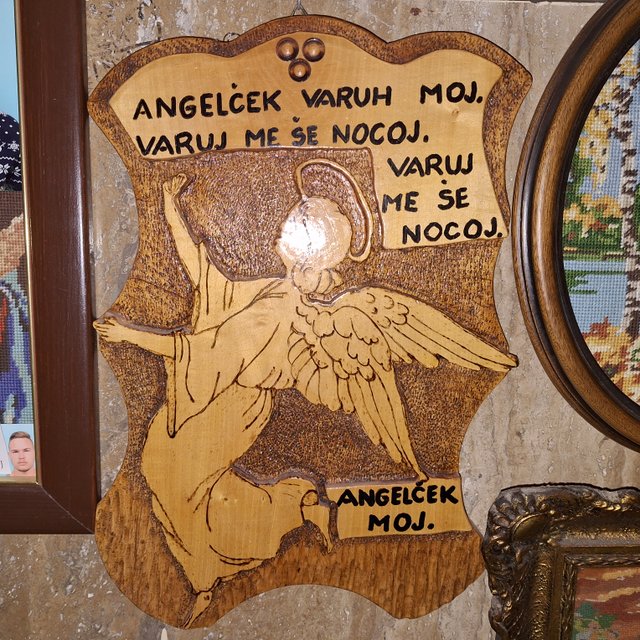 ANGELČEK VARUH MOJ.
VARUJ ME ŠE NOCOJ.
VARUJ
ME ŠE
NOCOJ.
ANGELČEK
MOJ.